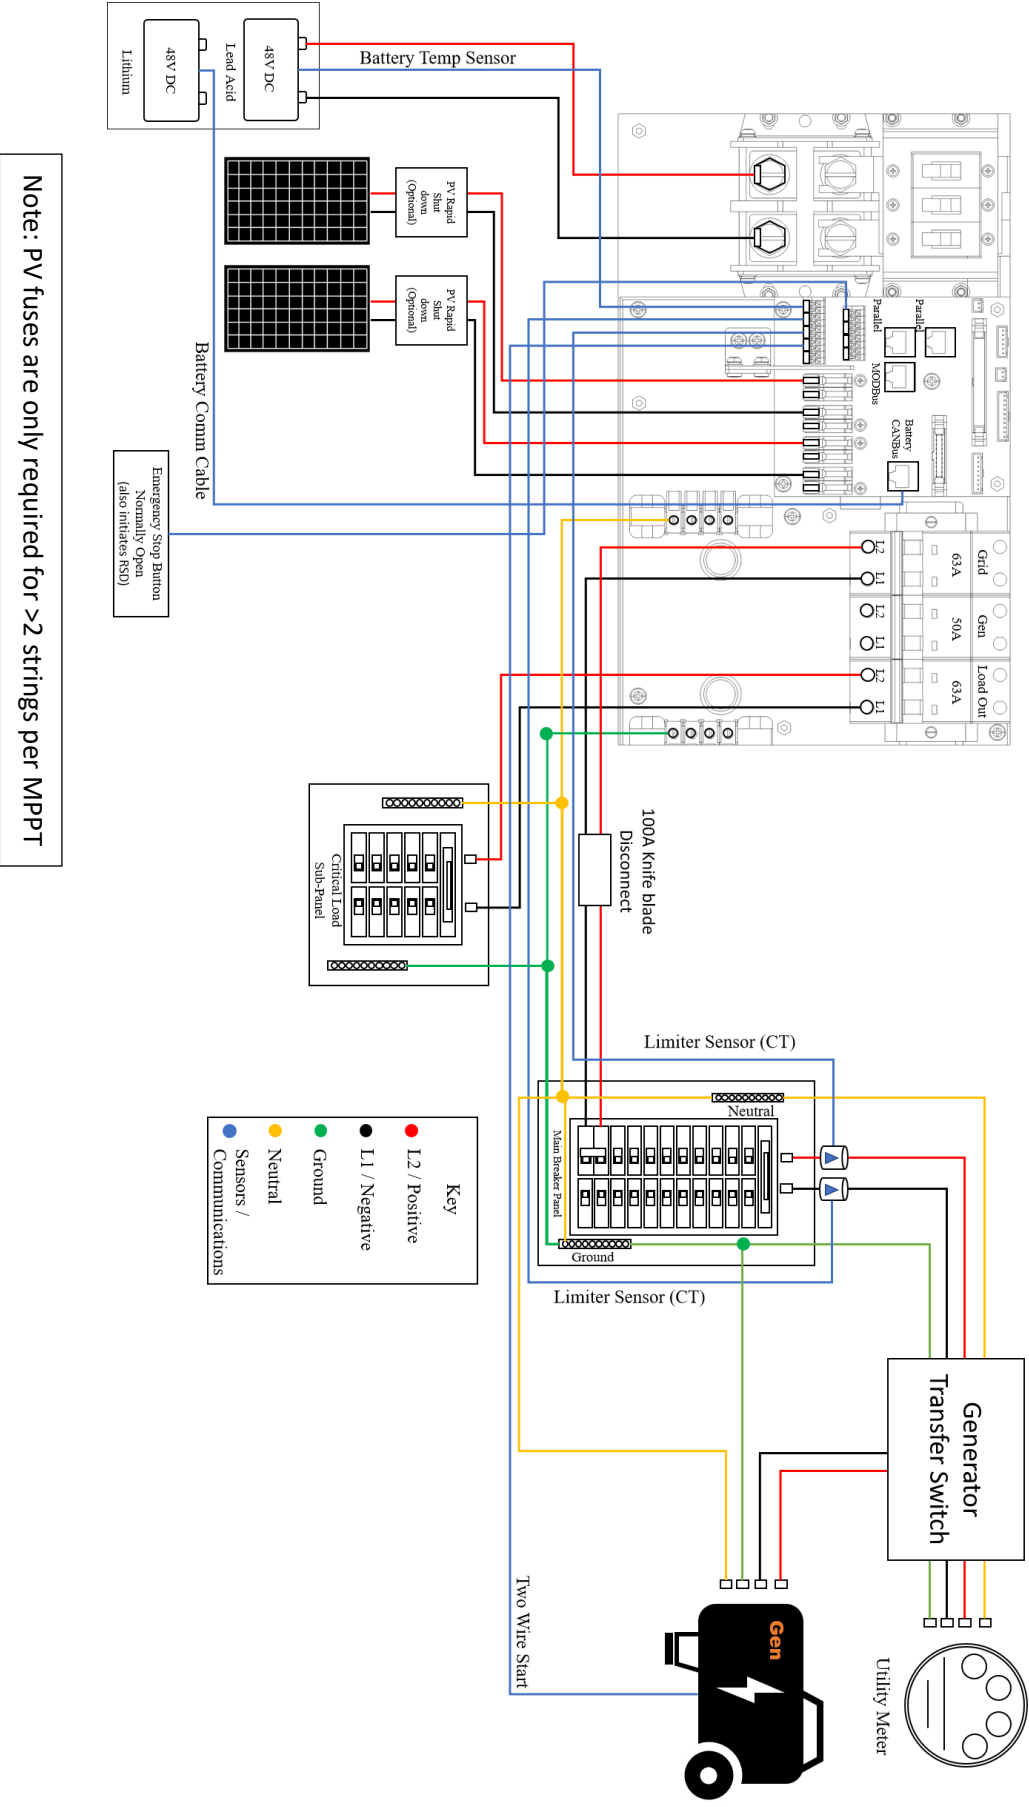 Battery Temp Sensor
48V DC
Lead Acid
48V DC
Lithium
PV Rapid
Shut
down
(Optional)
PV Rapid
Shut
down
(Optional)
Parallel
Parallel
MODBus
Battery
CANBus
Battery Comm Cable
Emergency Stop Button
Normally Open
(also initiates RSD)
Grid
63A
L2
L1
Gen
50A
L2
L1
Load Out
63A
L2
L1
100A Knife blade
Disconnect
Critical Load
Sub-Panel
Limiter Sensor (CT)
Neutral
Main Breaker Panel
Ground
Limiter Sensor (CT)
Key
L2 / Positive
L1 / Negative
Ground
Neutral
Sensors /
Communications
Generator
Transfer Switch
Two Wire Start
Gen
Utility Meter
Note: PV fuses are only required for >2 strings per MPPT